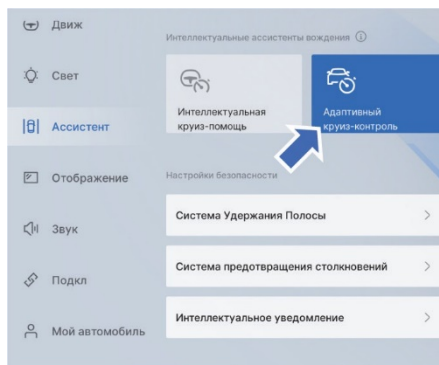 Движ
Свет
Ассистент
Отображение
Звук
Подкл
Мой автомобиль
Интеллектуальные ассистенты вождения
Интеллектуальная
круиз-помощь
Адаптивный
круиз-контроль
Настройки безопасности
Система Удержания Полосы
Система предотвращения столкновений
Интеллектуальное уведомление